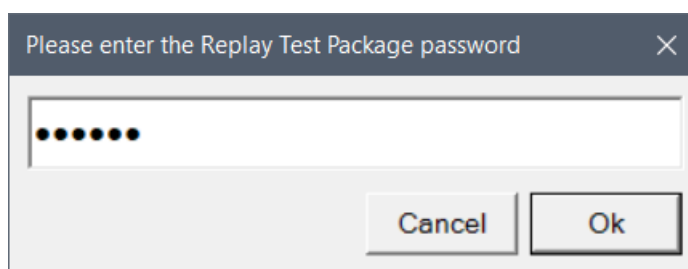 Please enter the Replay Test Package password
••••••
Cancel Ok